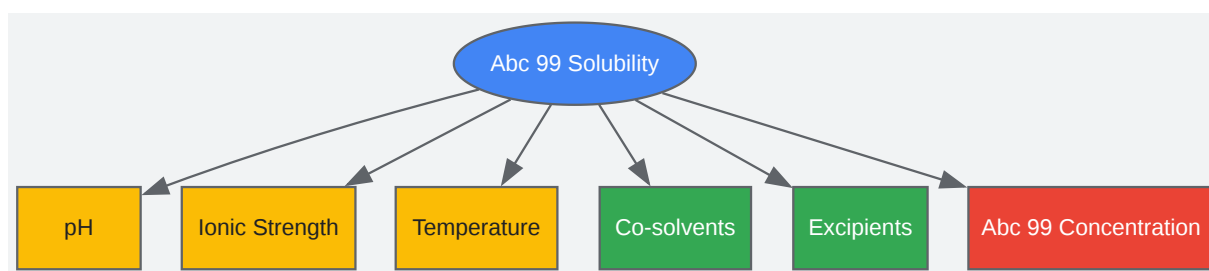 Abc 99 Solubility
pH
Ionic Strength
Temperature
Co-solvents
Excipients
Abc 99 Concentration